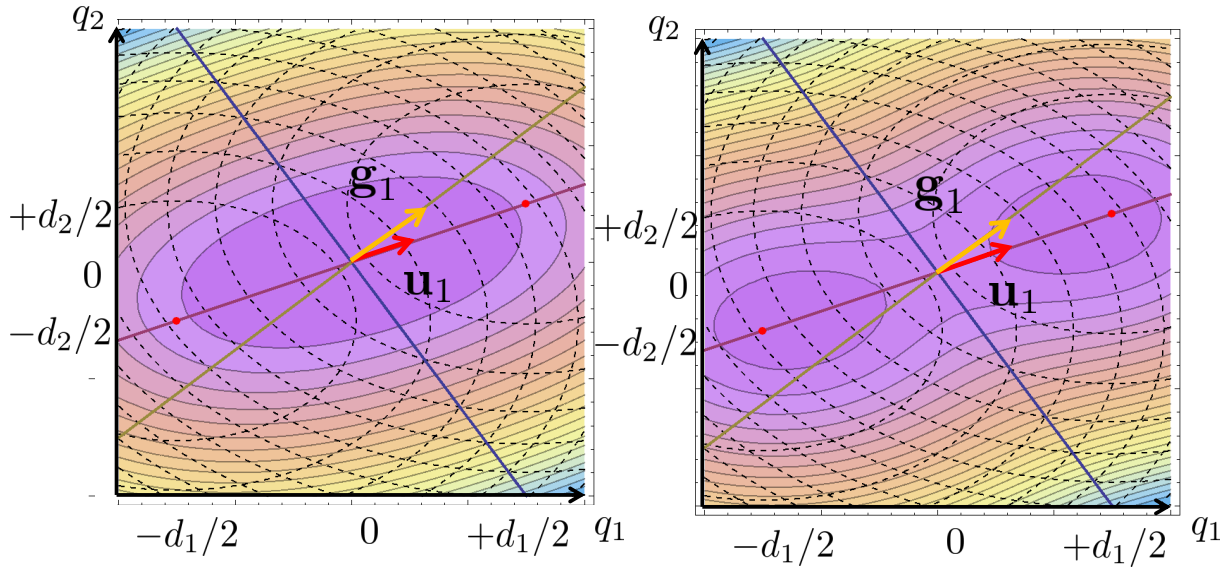 q₂
g₁
+d₂/2
0
u₁
−d₂/2
−d₁/2 0 +d₁/2 q₁
q₂
g₁
+d₂/2
0
u₁
−d₂/2
−d₁/2 0 +d₁/2 q₁